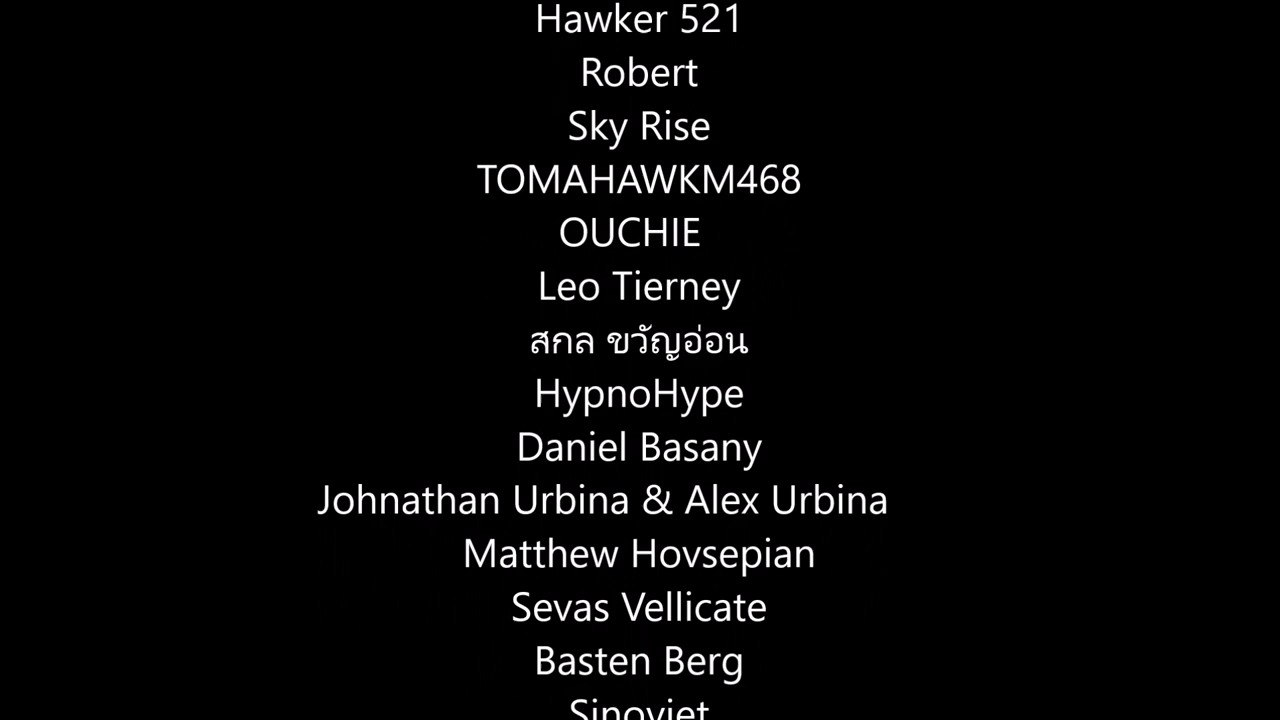 Hawker 521
Robert
Sky Rise
TOMAHAWKM468
OUCHIE
Leo Tierney
สกล ขวัญอ่อน
HypnoHype
Daniel Basany
Johnathan Urbina & Alex Urbina
Matthew Hovsepian
Sevas Vellicate
Basten Berg
Sinoviet